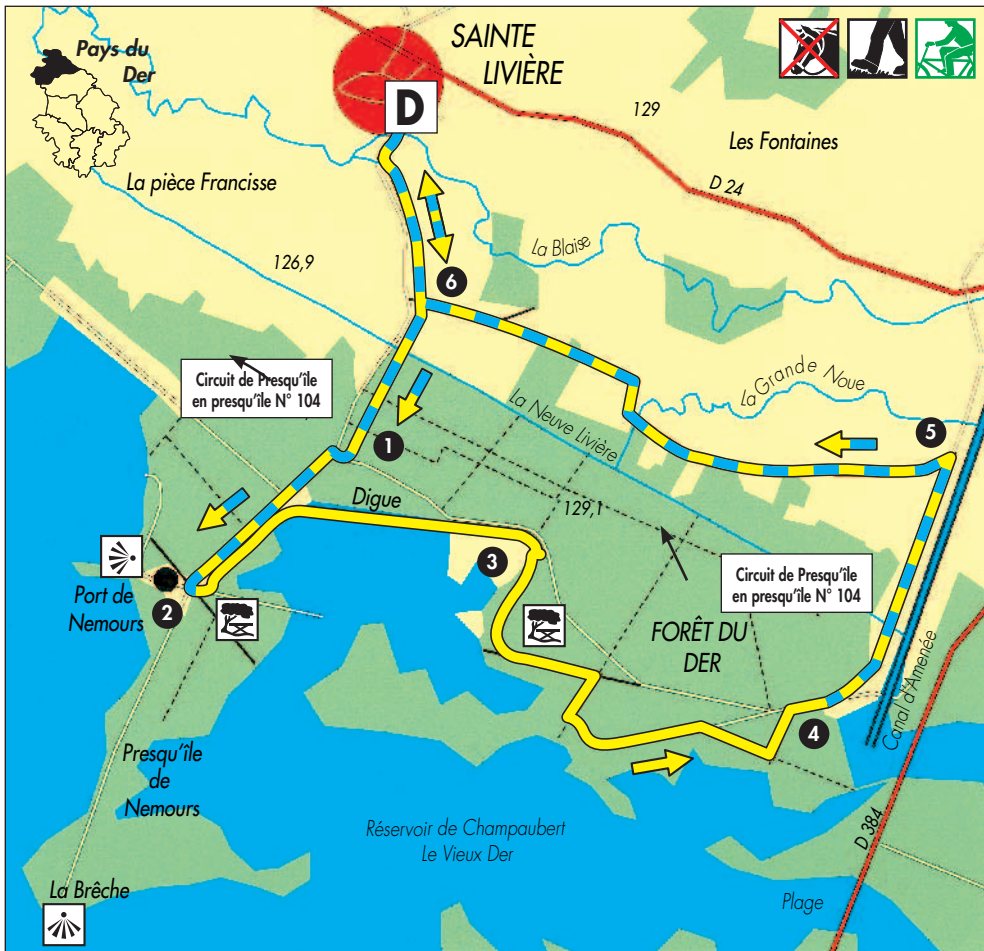 Pays du
Der
SAINTE
LIVIÈRE
D
129
Les Fontaines
D 24
La pièce Francisse
La Blaise
126,9
6
Circuit de Presqu'île
en presqu'île N° 104
La Grande Noue
La Neuve Livière
5
1
Digue
129,1
3
Port de
Nemours
2
Circuit de Presqu'île
en presqu'île N° 104
FORÊT DU
DER
Canal d'Amenée
4
Presqu'île
de
Nemours
Réservoir de Champaubert
Le Vieux Der
D 384
La Brêche
Plage